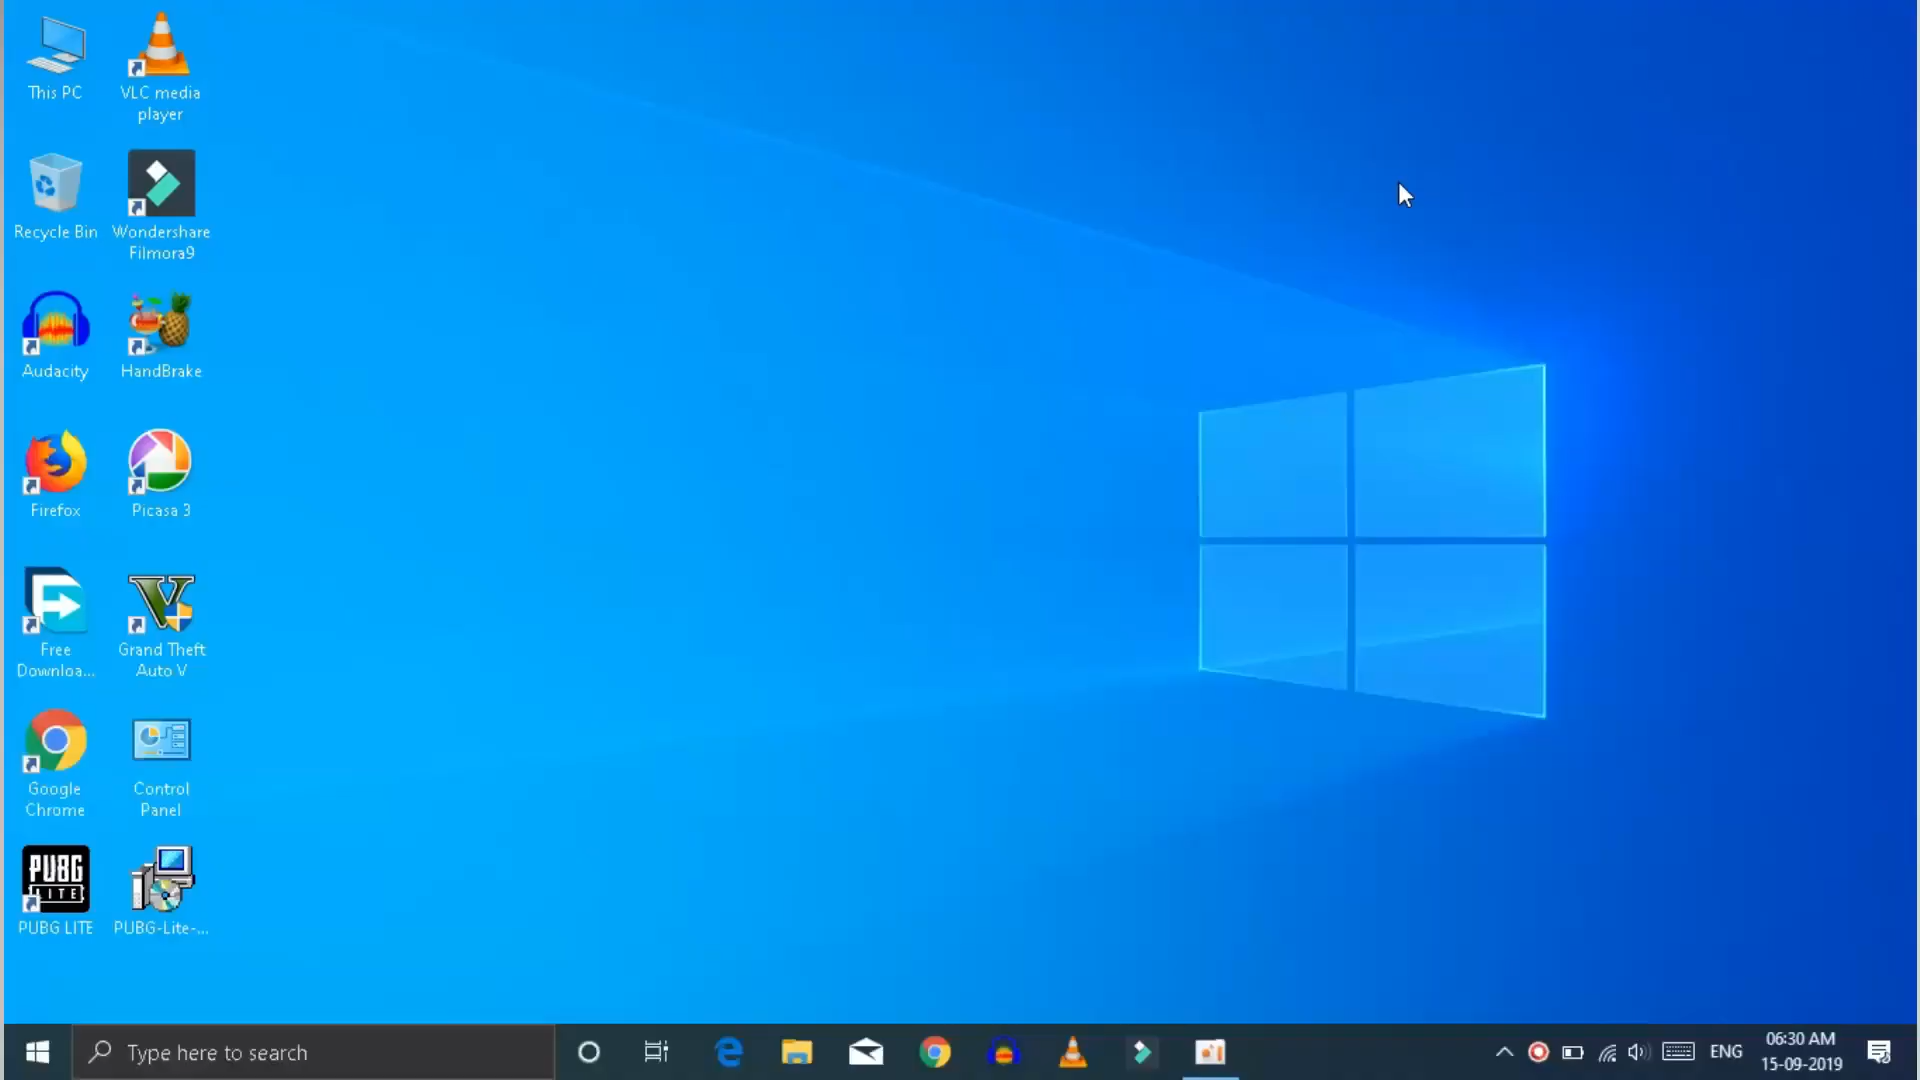 This PC
VLC media
player
Recycle Bin
Wondershare
Filmora9
Audacity
HandBrake
Firefox
Picasa 3
Free
Downloa...
Grand Theft
Auto V
Google
Chrome
Control
Panel
PUBG
LITE
PUBG LITE
PUBG-Lite-...
Type here to search
ENG
06:30 AM
15-09-2019